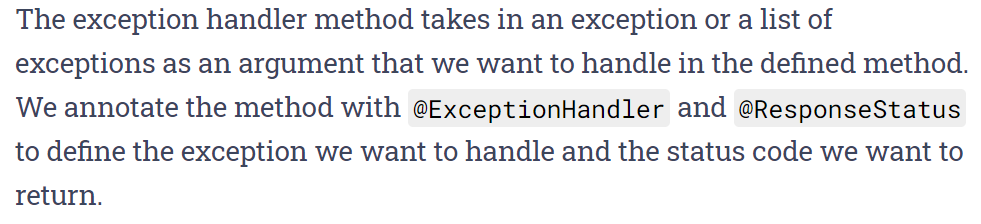 The exception handler method takes in an exception or a list of
exceptions as an argument that we want to handle in the defined method.
We annotate the method with @ExceptionHandler and @ResponseStatus
to define the exception we want to handle and the status code we want to
return.